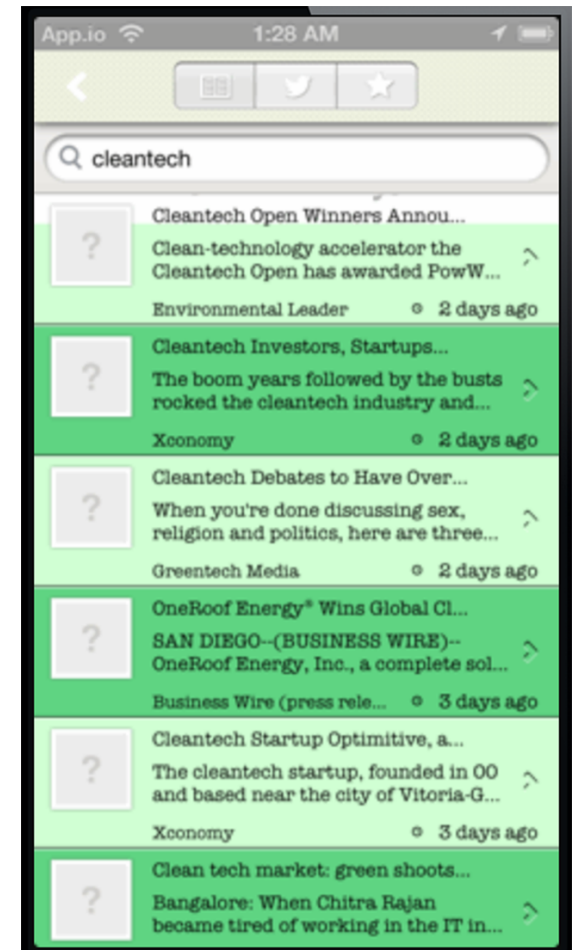 App.io 1:28 AM
cleantech
Cleantech Open Winners Annou...
Clean-technology accelerator the
Cleantech Open has awarded PowW...
Environmental Leader 2 days ago
Cleantech Investors, Startups...
The boom years followed by the busts
rocked the cleantech industry and...
Xconomy 2 days ago
Cleantech Debates to Have Over...
When you're done discussing sex,
religion and politics, here are three...
Greentech Media 2 days ago
OneRoof Energy® Wins Global Cl...
SAN DIEGO--(BUSINESS WIRE)--
OneRoof Energy, Inc., a complete sol...
Business Wire (press rele... 3 days ago
Cleantech Startup Optimitive, a...
The cleantech startup, founded in 00
and based near the city of Vitoria-G...
Xconomy 3 days ago
Clean tech market: green shoots...
Bangalore: When Chitra Rajan
became tired of working in the IT in...